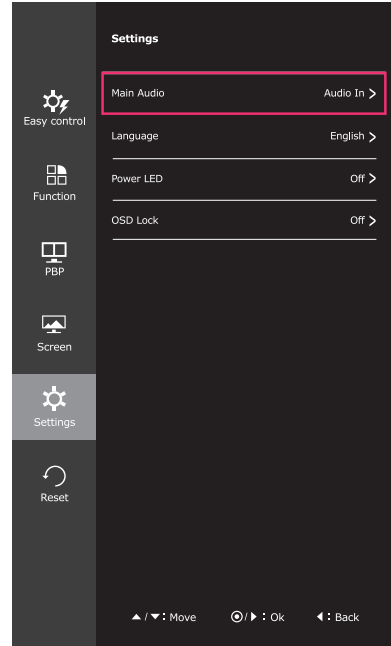 Settings
Main Audio Audio In >
Language English >
Power LED Off >
OSD Lock Off >
Easy control
Function
PBP
Screen
Settings
Reset
▲ / ▼ : Move ◉/▶ : Ok ◀ : Back